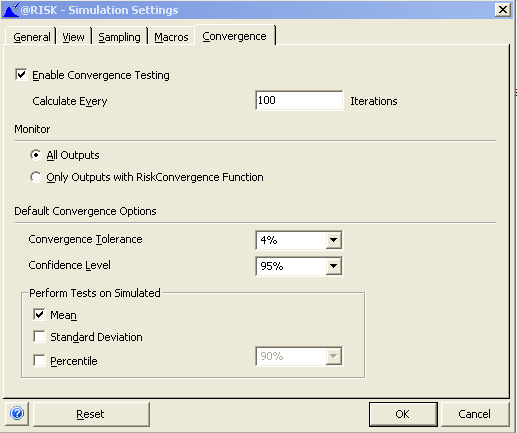 @RISK - Simulation Settings
General View Sampling Macros Convergence
Enable Convergence Testing
Calculate Every 100 Iterations
Monitor
All Outputs
Only Outputs with RiskConvergence Function
Default Convergence Options
Convergence Tolerance 4%
Confidence Level 95%
Perform Tests on Simulated
Mean
Standard Deviation
Percentile 90%
? Reset OK Cancel